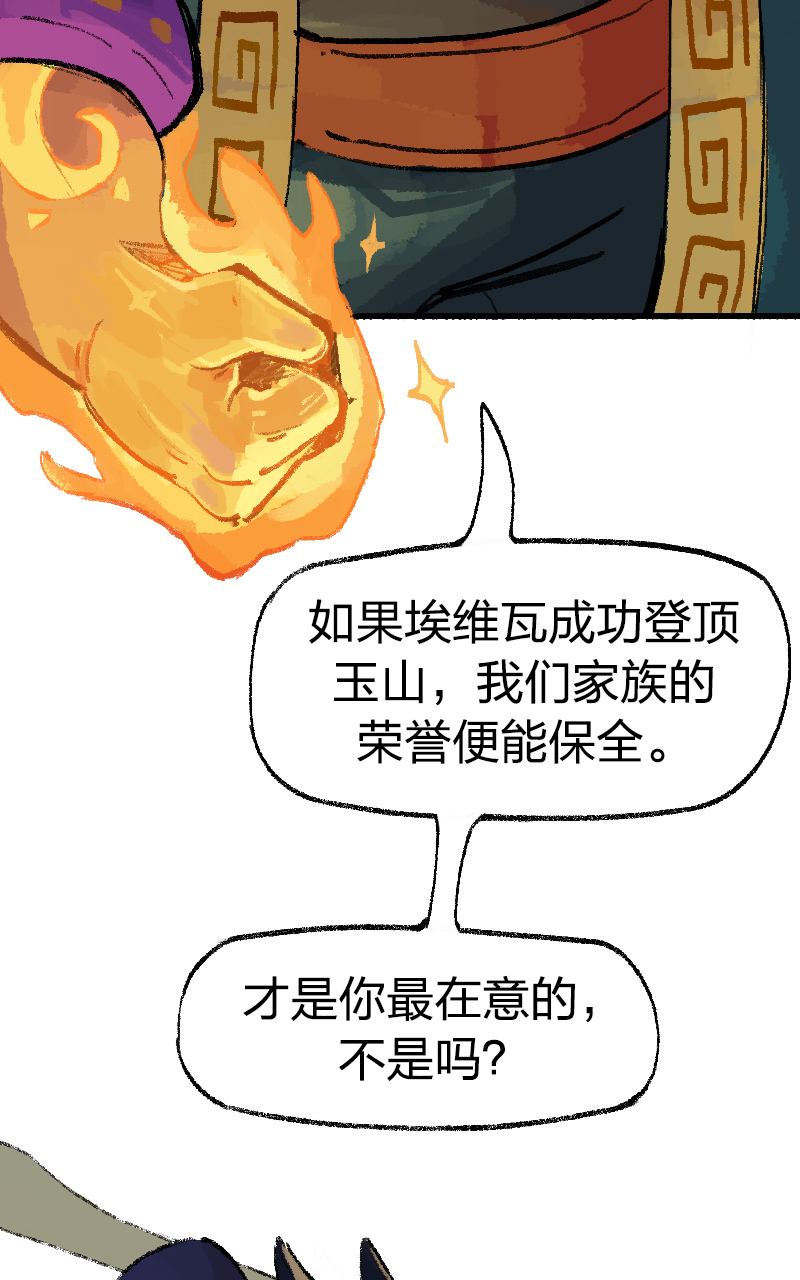 如果埃维瓦成功登顶
玉山，我们家族的
荣誉便能保全。
才是你最在意的，
不是吗？